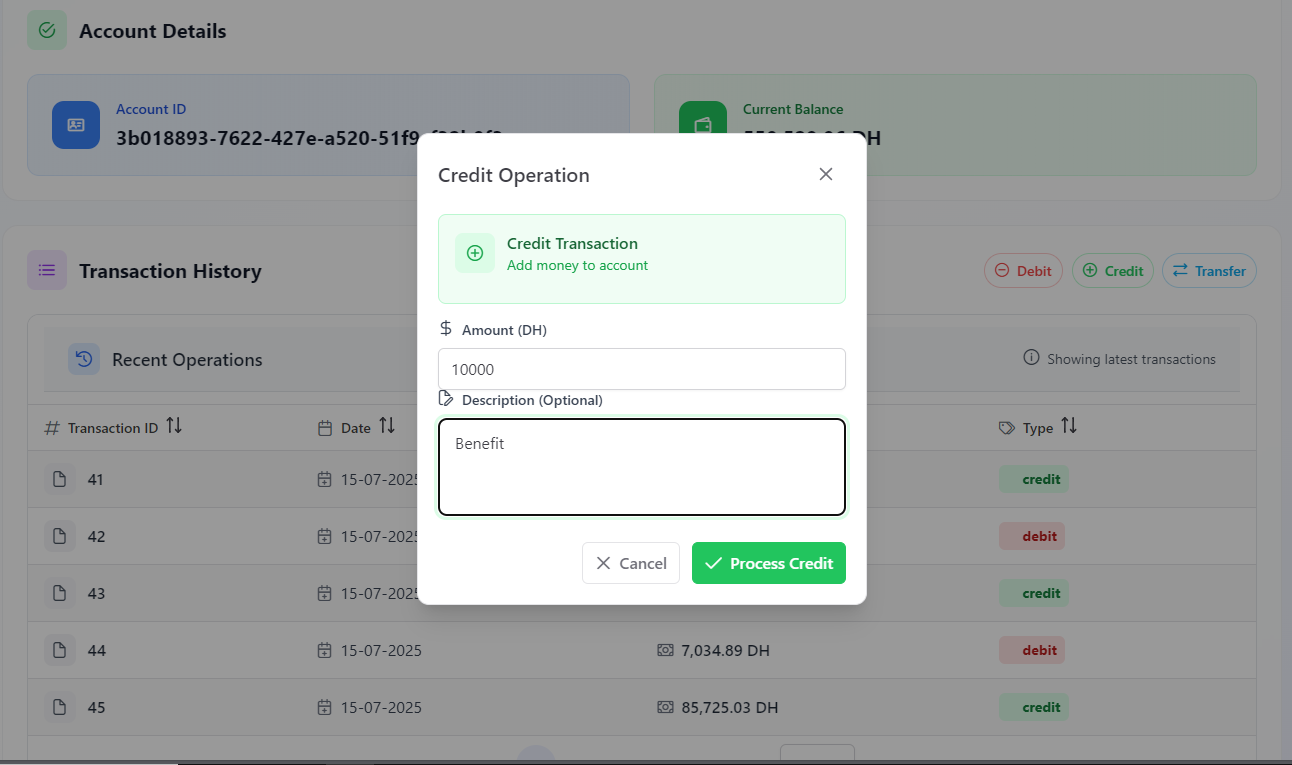 Account Details
Account ID
3b018893-7622-427e-a520-51f9
Current Balance
DH
Credit Operation
Credit Transaction
Add money to account
Transaction History
Debit
Credit
Transfer
Amount (DH)
10000
Recent Operations
Showing latest transactions
Description (Optional)
Benefit
# Transaction ID
Date
Type
41
15-07-2025
credit
42
15-07-2025
debit
Cancel
Process Credit
43
15-07-2025
credit
44
15-07-2025
7,034.89 DH
debit
45
15-07-2025
85,725.03 DH
credit